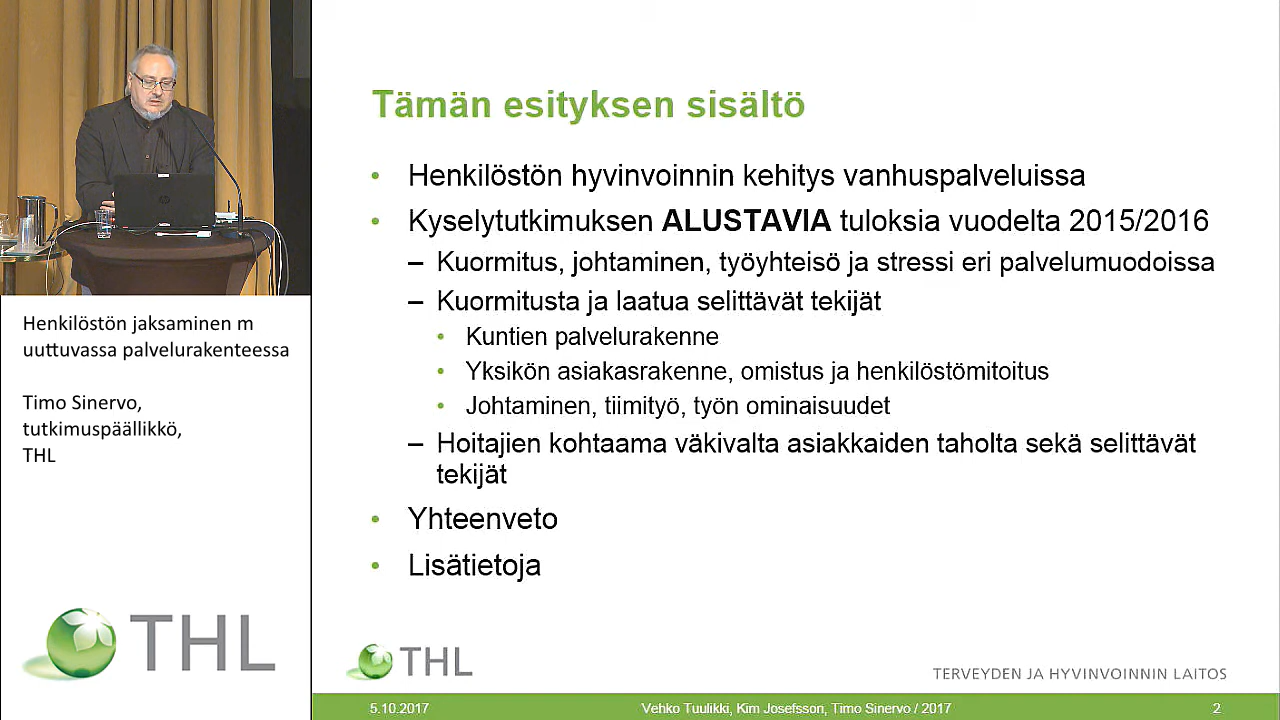 Henkilöstön jaksaminen m
uuttuvassa palvelurakenteessa
Timo Sinervo,
tutkimuspäällikkö,
THL
THL
Tämän esityksen sisältö
• Henkilöstön hyvinvoinnin kehitys vanhuspalveluissa
• Kyselytutkimuksen ALUSTAVIA tuloksia vuodelta 2015/2016
– Kuormitus, johtaminen, työyhteisö ja stressi eri palvelumuodoissa
– Kuormitusta ja laatua selittävät tekijät
• Kuntien palvelurakenne
• Yksikön asiakasrakenne, omistus ja henkilöstömitoitus
• Johtaminen, tiimityö, työn ominaisuudet
– Hoitajien kohtaama väkivalta asiakkaiden taholta sekä selittävät
tekijät
• Yhteenveto
• Lisätietoja
THL
TERVEYDEN JA HYVINVOINNIN LAITOS
5.10.2017
Vehko Tuulikki, Kim Josefsson, Timo Sinervo / 2017
2